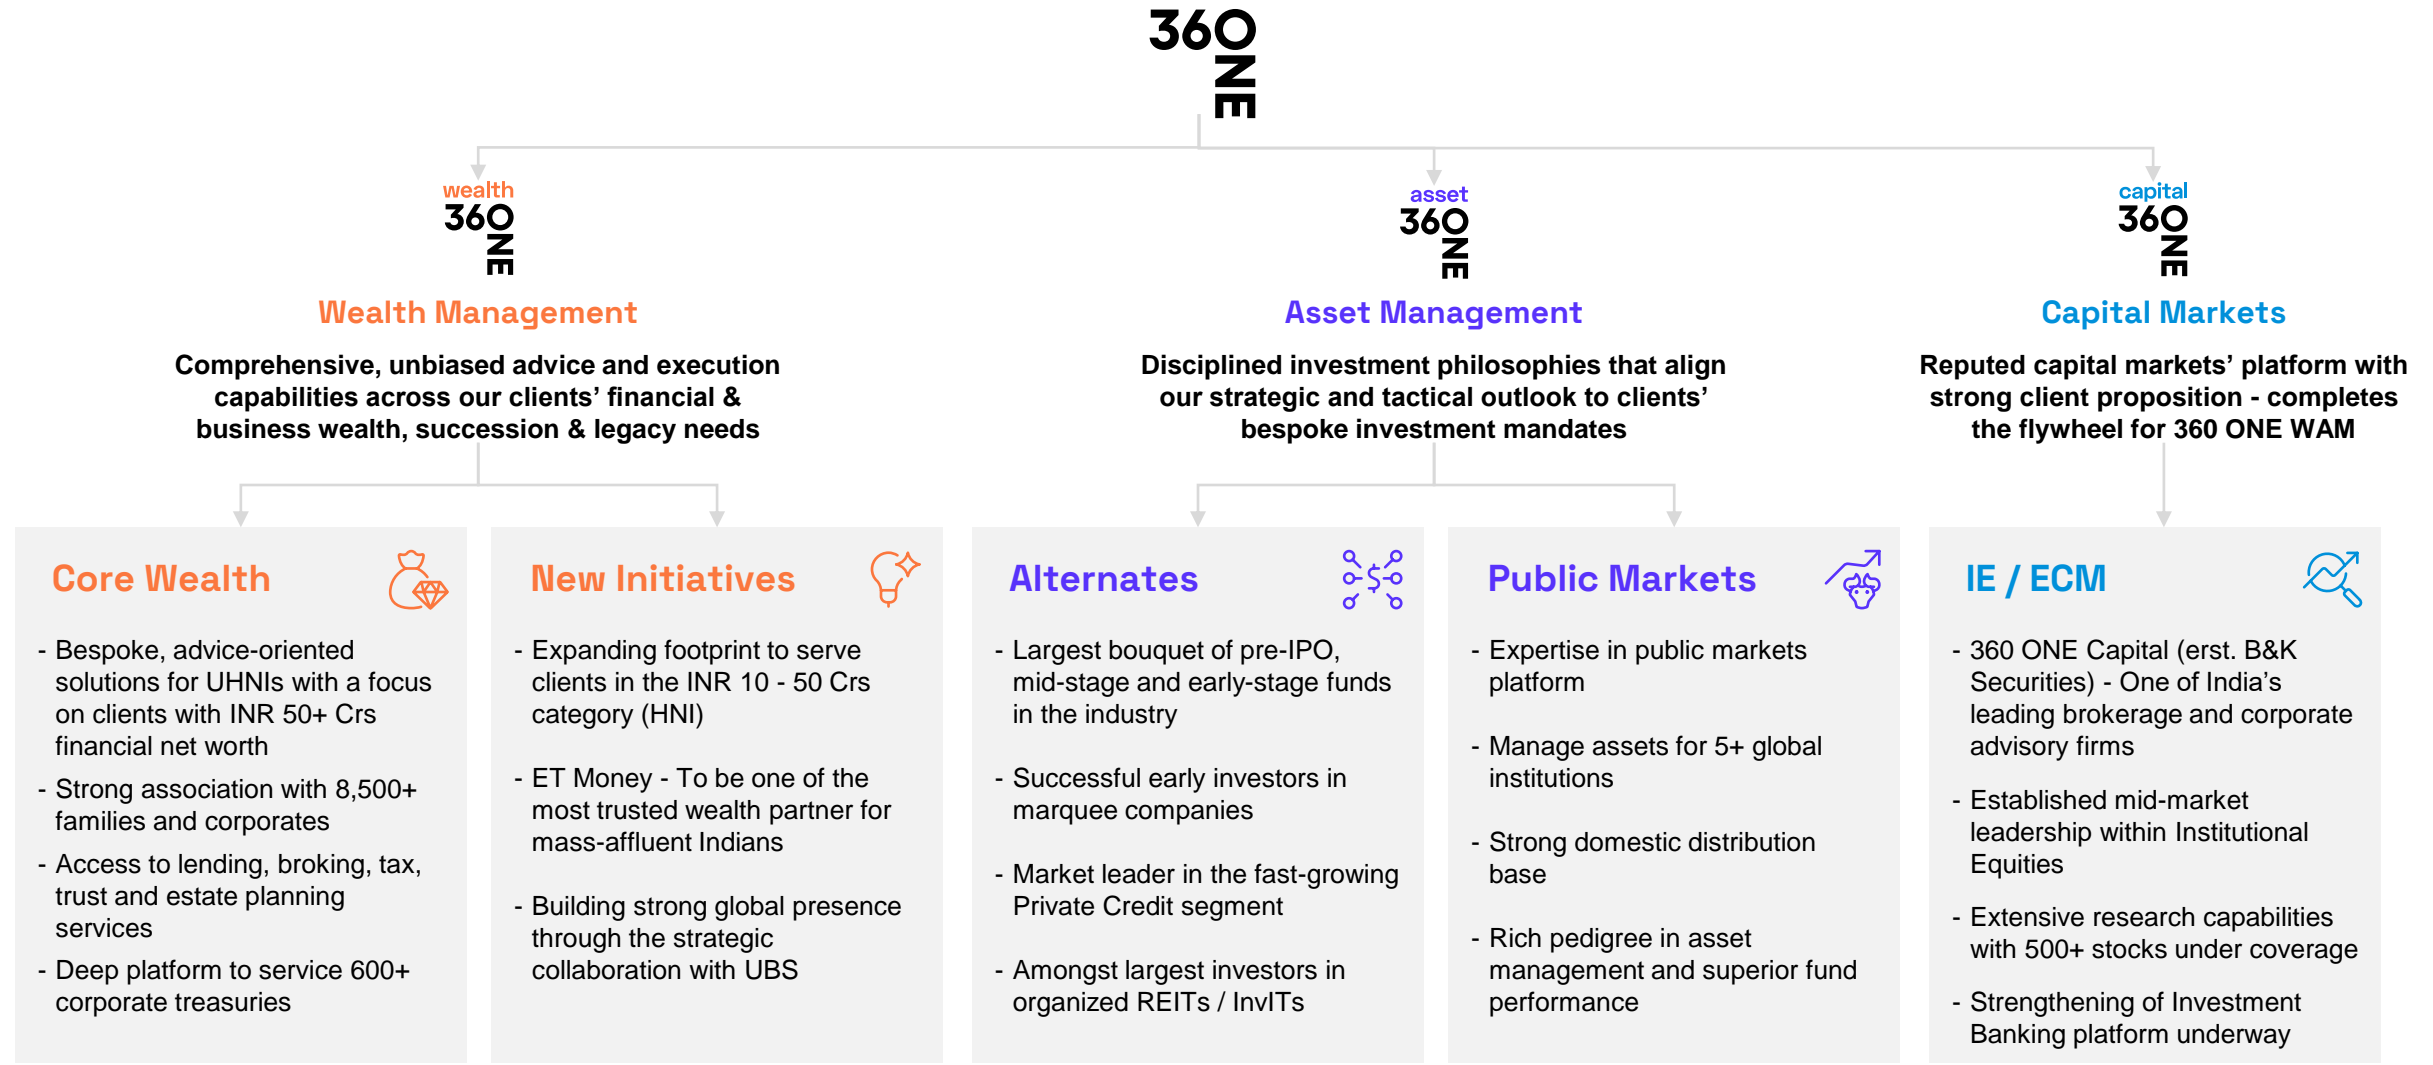 360
ONE
wealth
360
ONE
Wealth Management
Comprehensive, unbiased advice and execution
capabilities across our clients’ financial &
business wealth, succession & legacy needs
asset
360
ONE
Asset Management
Disciplined investment philosophies that align
our strategic and tactical outlook to clients’
bespoke investment mandates
capital
360
ONE
Capital Markets
Reputed capital markets’ platform with
strong client proposition - completes
the flywheel for 360 ONE WAM
Core Wealth
- Bespoke, advice-oriented
solutions for UHNIs with a focus
on clients with INR 50+ Crs
financial net worth
- Strong association with 8,500+
families and corporates
- Access to lending, broking, tax,
trust and estate planning
services
- Deep platform to service 600+
corporate treasuries
New Initiatives
- Expanding footprint to serve
clients in the INR 10 - 50 Crs
category (HNI)
- ET Money - To be one of the
most trusted wealth partner for
mass-affluent Indians
- Building strong global presence
through the strategic
collaboration with UBS
Alternates
$
- Largest bouquet of pre-IPO,
mid-stage and early-stage funds
in the industry
- Successful early investors in
marquee companies
- Market leader in the fast-growing
Private Credit segment
- Amongst largest investors in
organized REITs / InvITs
Public Markets
- Expertise in public markets
platform
- Manage assets for 5+ global
institutions
- Strong domestic distribution
base
- Rich pedigree in asset
management and superior fund
performance
IE / ECM
- 360 ONE Capital (erst. B&K
Securities) - One of India’s
leading brokerage and corporate
advisory firms
- Established mid-market
leadership within Institutional
Equities
- Extensive research capabilities
with 500+ stocks under coverage
- Strengthening of Investment
Banking platform underway